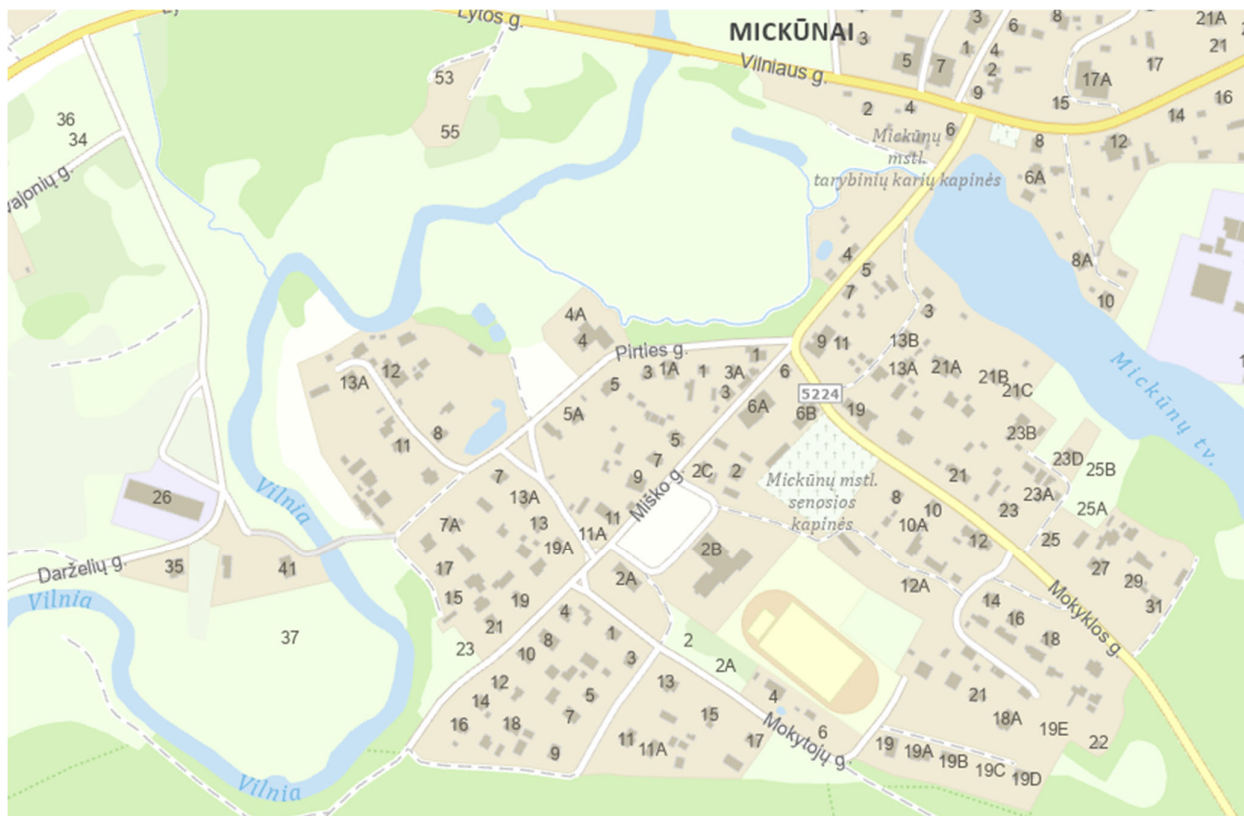 Lytos g.
MICKŪNAI
Vilniaus g.
3
5
7
3
1
6
4
2
9
8
21A
21
17
17A
15
16
14
12
2
4
6
8
6A
Mickūnų
mstl.
tarybinių karių kapinės
53
55
36
34
vajonių g.
4
5
7
8A
10
3
4A
4
Pirties g.
9
11
13B
13A
21A
21B
21C
Mickūnų tv.
5224
1
3
1A
1
3A
3
6
6A
6B
19
5
5A
13A
12
11
8
23B
23D
25B
25A
5
7
9
Miško g.
2C
2
Mickūnų mstl.
senosios
kapinės
21
23A
23
25
8
10
10A
12
12A
26
Vilnia
7
13A
13
19A
11A
11
7A
17
15
19
21
23
2B
2A
27
29
31
Darželių g.
35
41
Vilnia
37
4
8
10
12
14
16
18
1
3
5
7
9
2
2A
13
15
17
11
11A
4
6
Mokytojų g.
14
16
18
Mokyklos g.
21
18A
19E
22
19
19A
19B
19C
19D
Vilnia